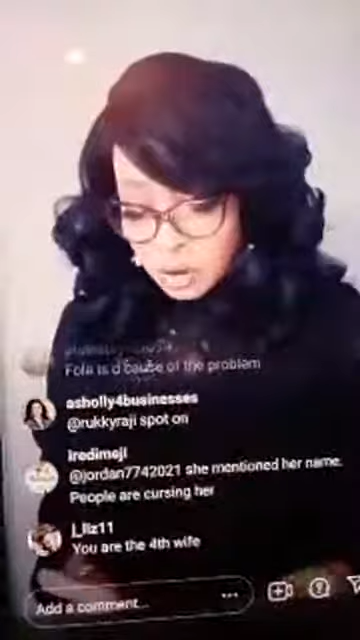 Fola is d cause of the problem
asholly4businesses
@rukkyraji spot on
iredimeji
@jordan7742021 she mentioned her name.
People are cursing her
j_liz11
You are the 4th wife
Add a comment...